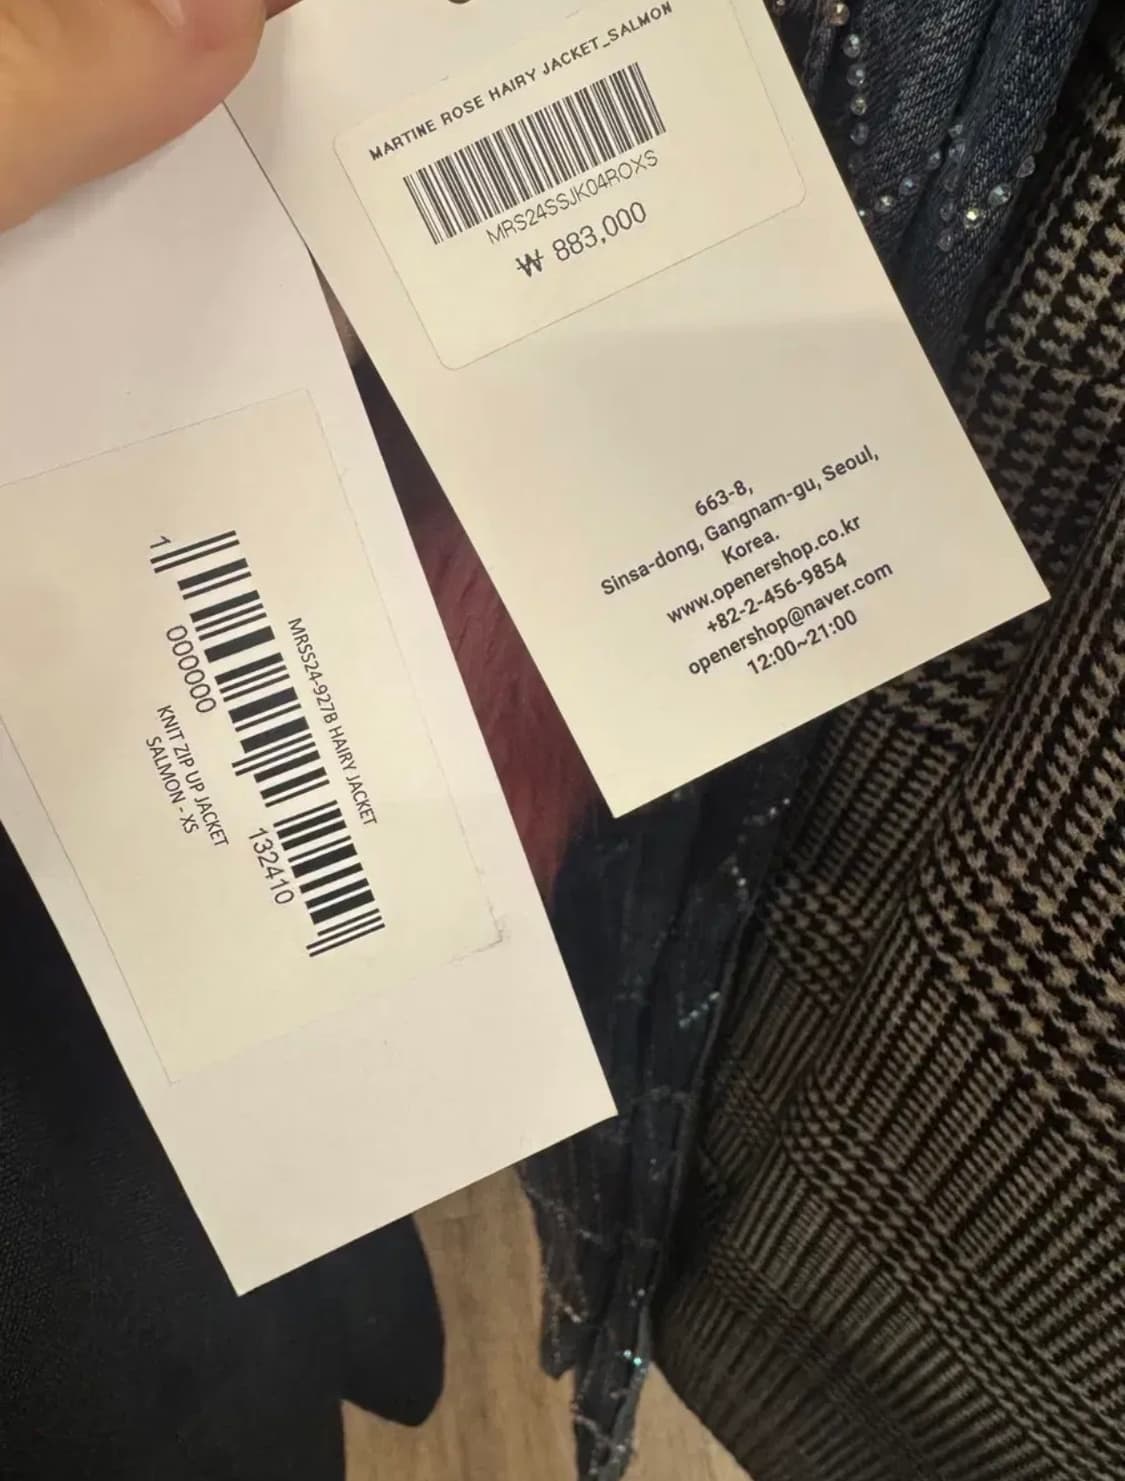 MARTINE ROSE HAIRY JACKET_SALMON
MRS24SSJK04ROXS
₩ 883,000
663-8,
Sinsa-dong, Gangnam-gu, Seoul,
Korea.
www.openershop.co.kr
+82-2-456-9854
openershop@naver.com
12:00~21:00
MRSS24-927B HAIRY JACKET
1 000000 132410
KNIT ZIP UP JACKET
SALMON - XS